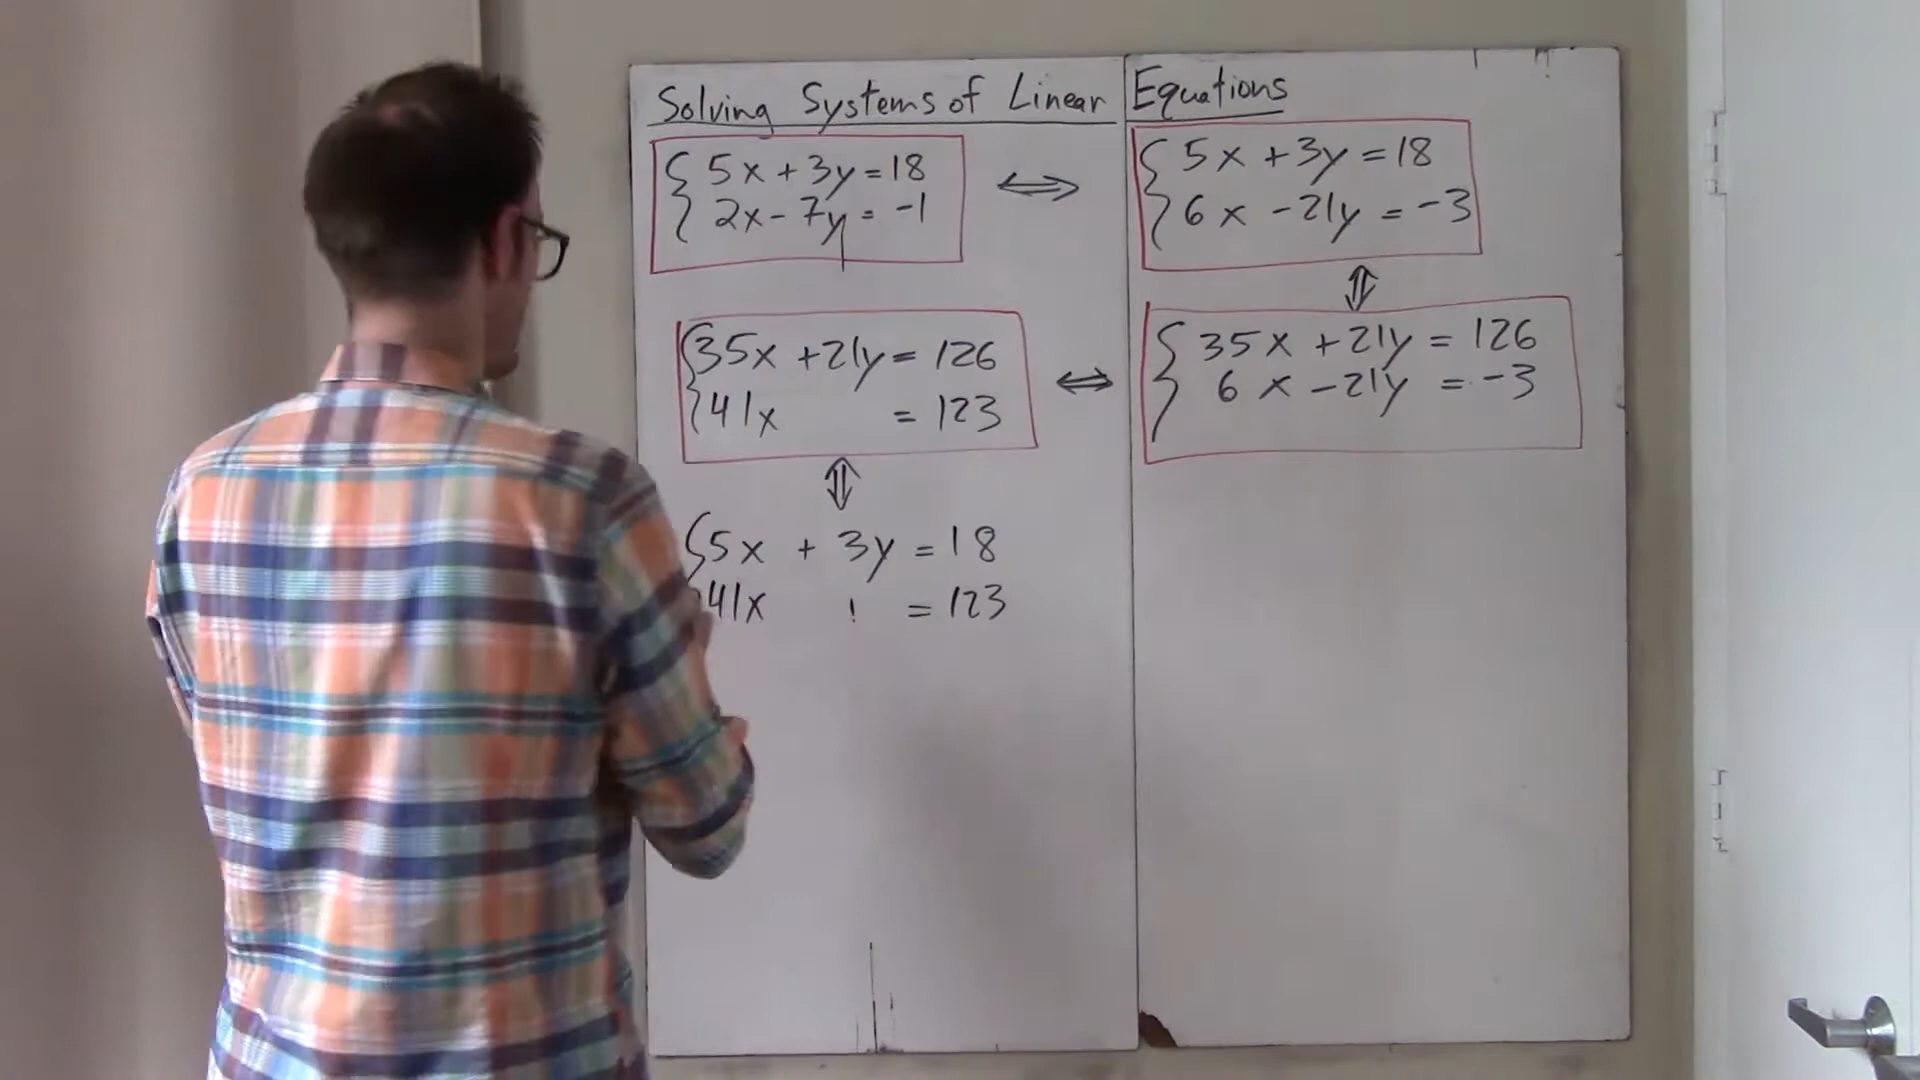 Solving Systems of Linear Equations
5x + 3y = 18
2x - 7y = -1
⇔
5x + 3y = 18
6x - 21y = -3
⇕
35x + 21y = 126
41x = 123
⇔
35x + 21y = 126
6x - 21y = -3
⇕
5x + 3y = 18
41x = 123